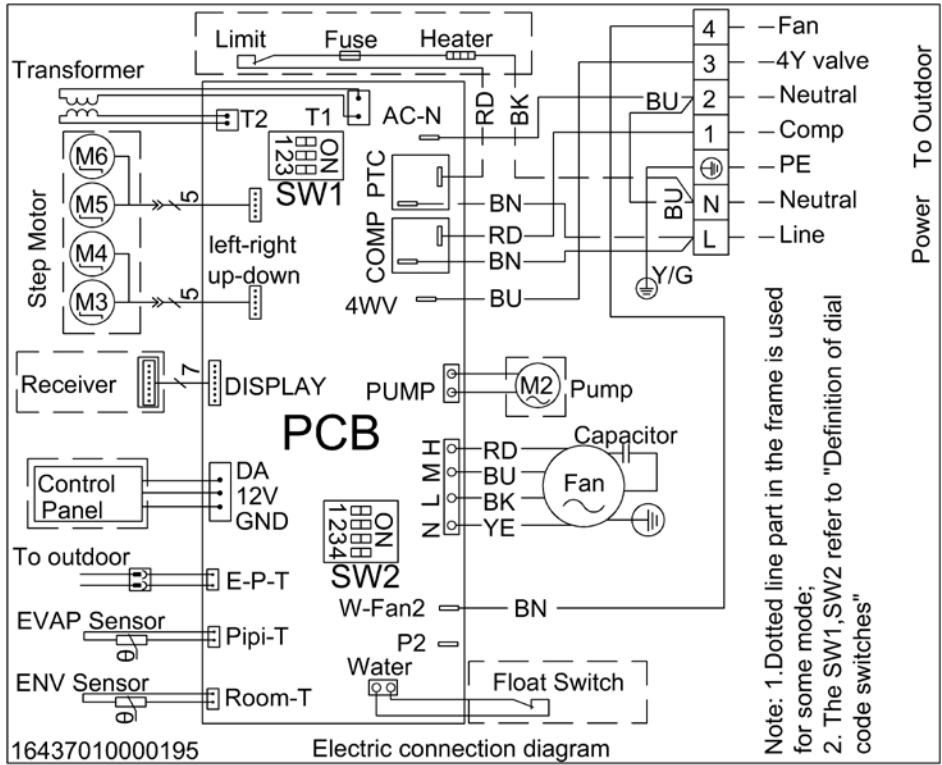 Limit Fuse Heater
Transformer
T2 T1 AC-N
RD BK
4 Fan
3 4Y valve
BU 2 Neutral
1 Comp
PE
BU N Neutral
L Line
Y/G
Power To Outdoor
ON
123
SW1
PTC
BN
COMP
RD
BN
4WV BU
Step Motor
M6
M5 5
M4
M3 5
left-right
up-down
Receiver 7 DISPLAY
PUMP M2 Pump
PCB
Control
Panel
DA
12V
GND
H RD
M BU
L BK
N YE
Fan
Capacitor
ON
1234
SW2
To outdoor
E-P-T
W-Fan2 BN
EVAP Sensor
θ
Pipi-T
P2
Water
Float Switch
ENV Sensor
θ
Room-T
16437010000195 Electric connection diagram
Note: 1.Dotted line part in the frame is used
for some mode;
2. The SW1,SW2 refer to "Definition of dial
code switches"